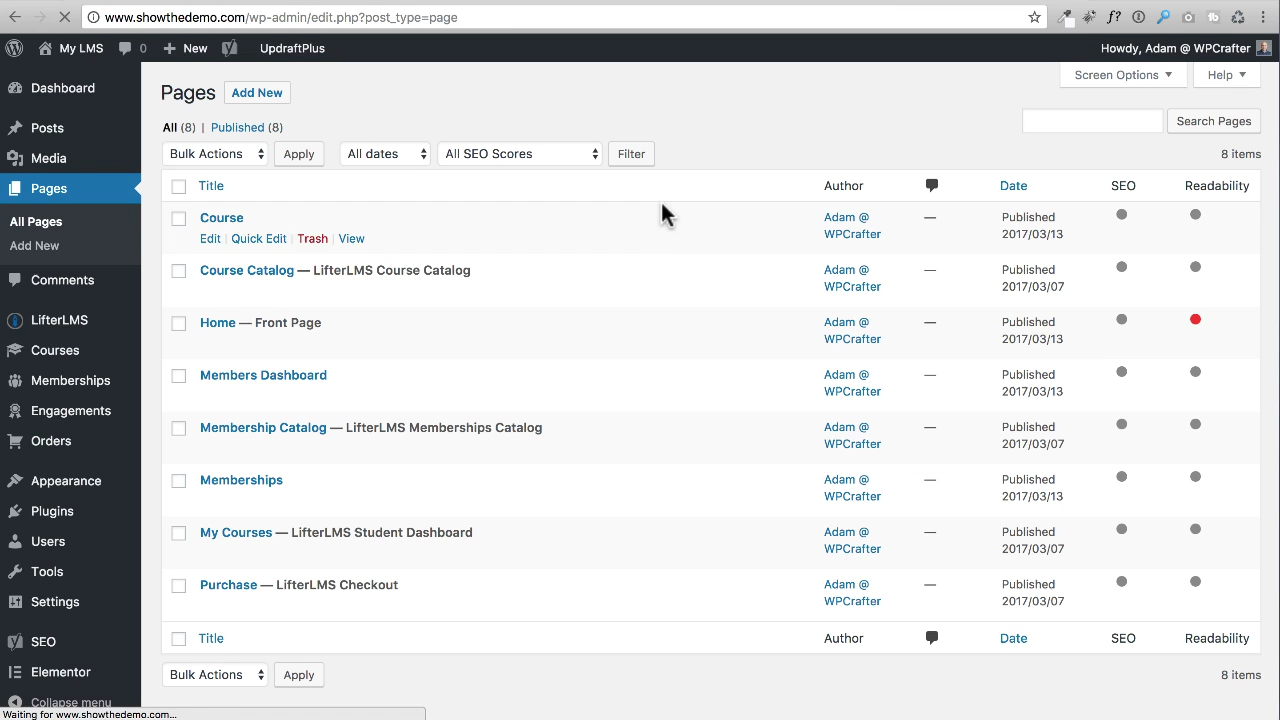 www.showthedemo.com/wp-admin/edit.php?post_type=page
My LMS 0 New UpdraftPlus Howdy, Adam @ WPCrafter
Screen Options Help
Dashboard
Posts
Media
Pages
All Pages
Add New
Comments
LifterLMS
Courses
Memberships
Engagements
Orders
Appearance
Plugins
Users
Tools
Settings
SEO
Elementor
Collapse menu
Pages Add New
All (8) | Published (8)
Search Pages
Bulk Actions Apply All dates All SEO Scores Filter 8 items
Title Author Date SEO Readability
Course Adam @ WPCrafter — Published 2017/03/13
Edit | Quick Edit | Trash | View
Course Catalog — LifterLMS Course Catalog Adam @ WPCrafter — Published 2017/03/07
Home — Front Page Adam @ WPCrafter — Published 2017/03/13
Members Dashboard Adam @ WPCrafter — Published 2017/03/13
Membership Catalog — LifterLMS Memberships Catalog Adam @ WPCrafter — Published 2017/03/07
Memberships Adam @ WPCrafter — Published 2017/03/13
My Courses — LifterLMS Student Dashboard Adam @ WPCrafter — Published 2017/03/07
Purchase — LifterLMS Checkout Adam @ WPCrafter — Published 2017/03/07
Title Author Date SEO Readability
Bulk Actions Apply 8 items
Waiting for www.showthedemo.com...